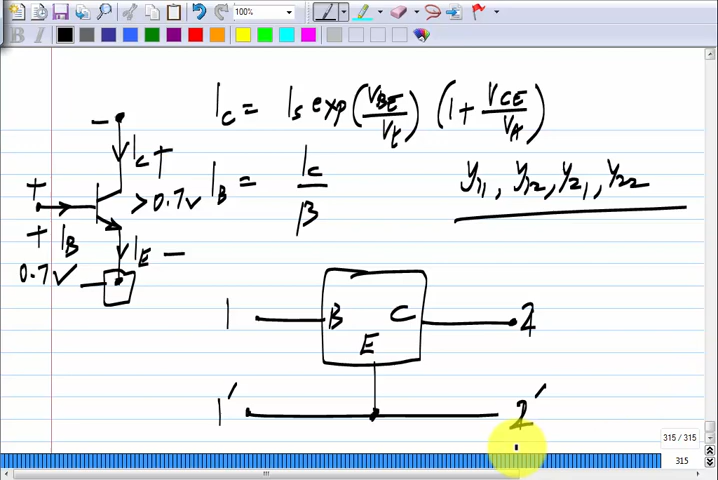 100%
B I
I_C = I_s exp(V_BE/V_t) (1 + V_CE/V_A)
I_C +
+ > 0.7V I_B = I_C/β y11, y12, y21, y22
+ I_B
0.7V I_E −
1 B C 2
E
1′ 2′
315 / 315
315